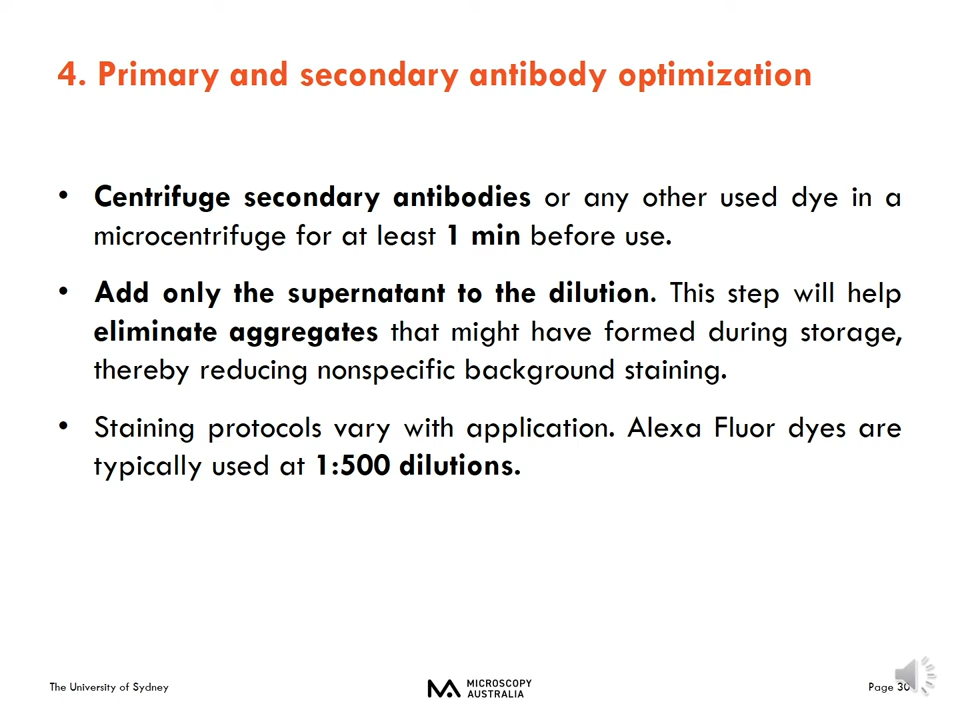 4. Primary and secondary antibody optimization
• Centrifuge secondary antibodies or any other used dye in a
microcentrifuge for at least 1 min before use.
• Add only the supernatant to the dilution. This step will help
eliminate aggregates that might have formed during storage,
thereby reducing nonspecific background staining.
• Staining protocols vary with application. Alexa Fluor dyes are
typically used at 1:500 dilutions.
The University of Sydney
MICROSCOPY
AUSTRALIA
Page 30